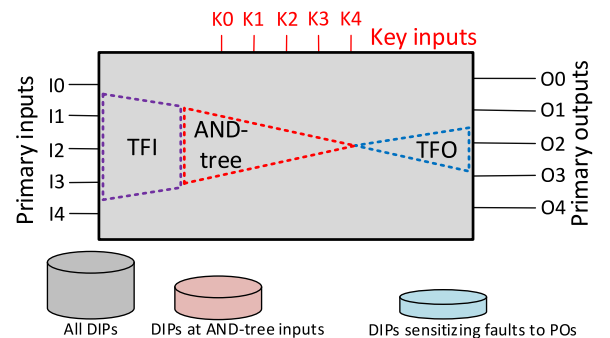 K0 K1 K2 K3 K4
Key inputs
Primary inputs
I0
I1
I2
I3
I4
TFI
AND-
tree
TFO
O0
O1
O2
O3
O4
Primary outputs
All DIPs
DIPs at AND-tree inputs
DIPs sensitizing faults to POs